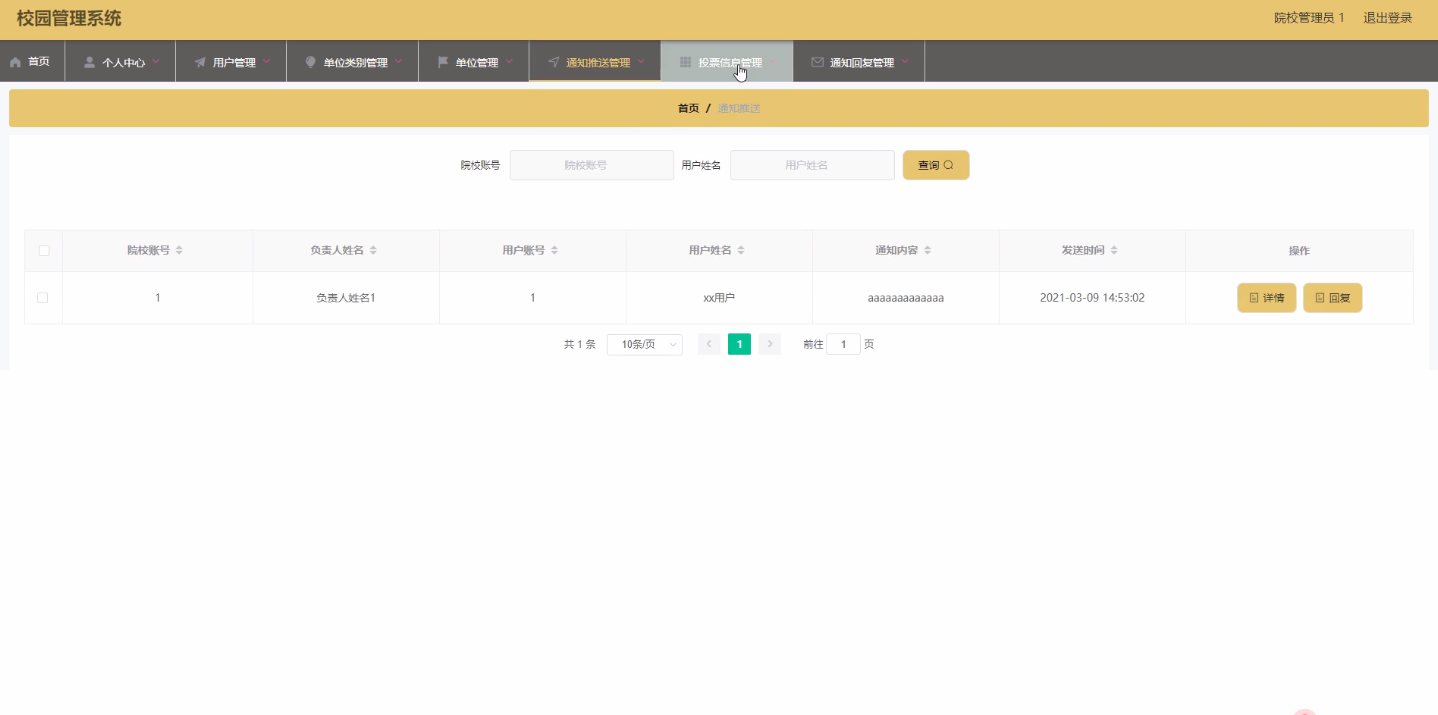 校园管理系统
院校管理员 1 退出登录
首页 个人中心 用户管理 单位类别管理 单位管理 通知推送管理 投票信息管理 通知回复管理
首页 / 通知推送
院校账号 院校账号 用户姓名 用户姓名 查询
院校账号 负责人姓名 用户账号 用户姓名 通知内容 发送时间 操作
1 负责人姓名1 1 xx用户 aaaaaaaaaaaaa 2021-03-09 14:53:02 详情 回复
共 1 条 10条/页 1 前往 1 页